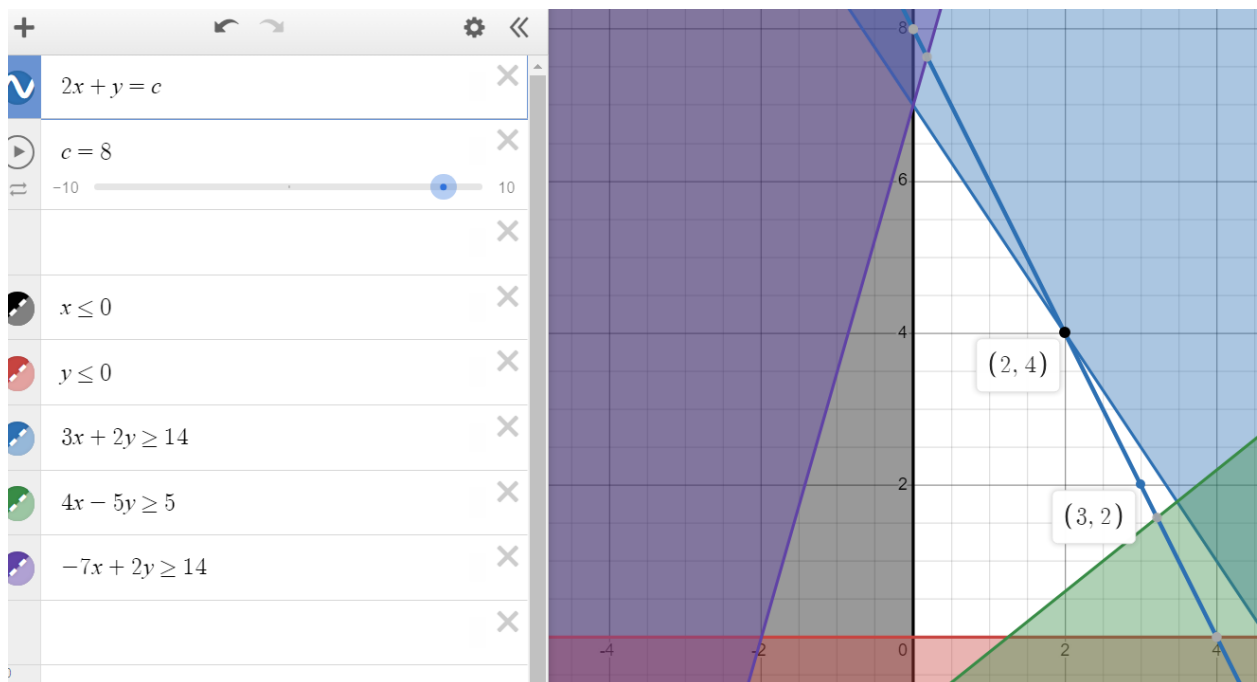 2x + y = c
c = 8
−10 10
x ≤ 0
y ≤ 0
3x + 2y ≥ 14
4x − 5y ≥ 5
−7x + 2y ≥ 14
8
6
4
(2, 4)
2
(3, 2)
-4 -2 0 2 4